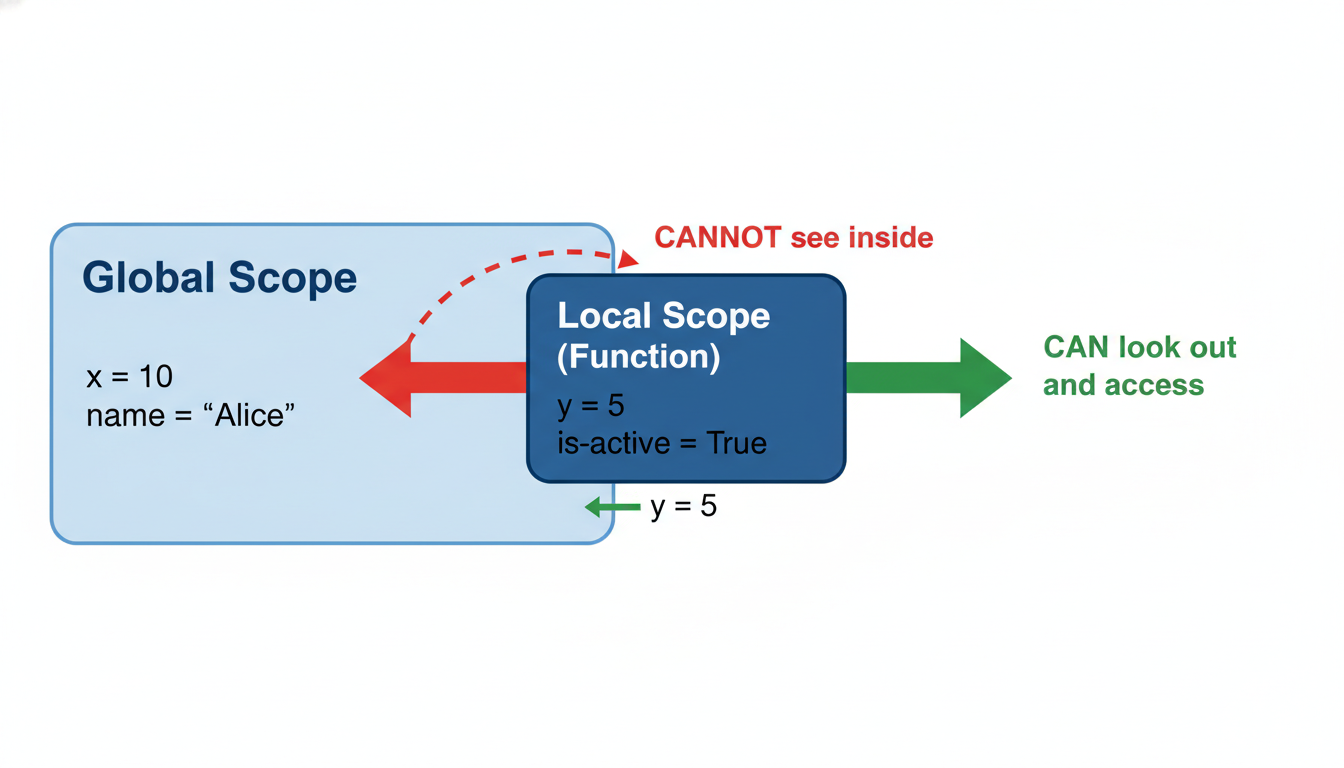 CANNOT see inside
Global Scope
x = 10
name = “Alice”
Local Scope
(Function)
y = 5
is-active = True
CAN look out
and access
y = 5